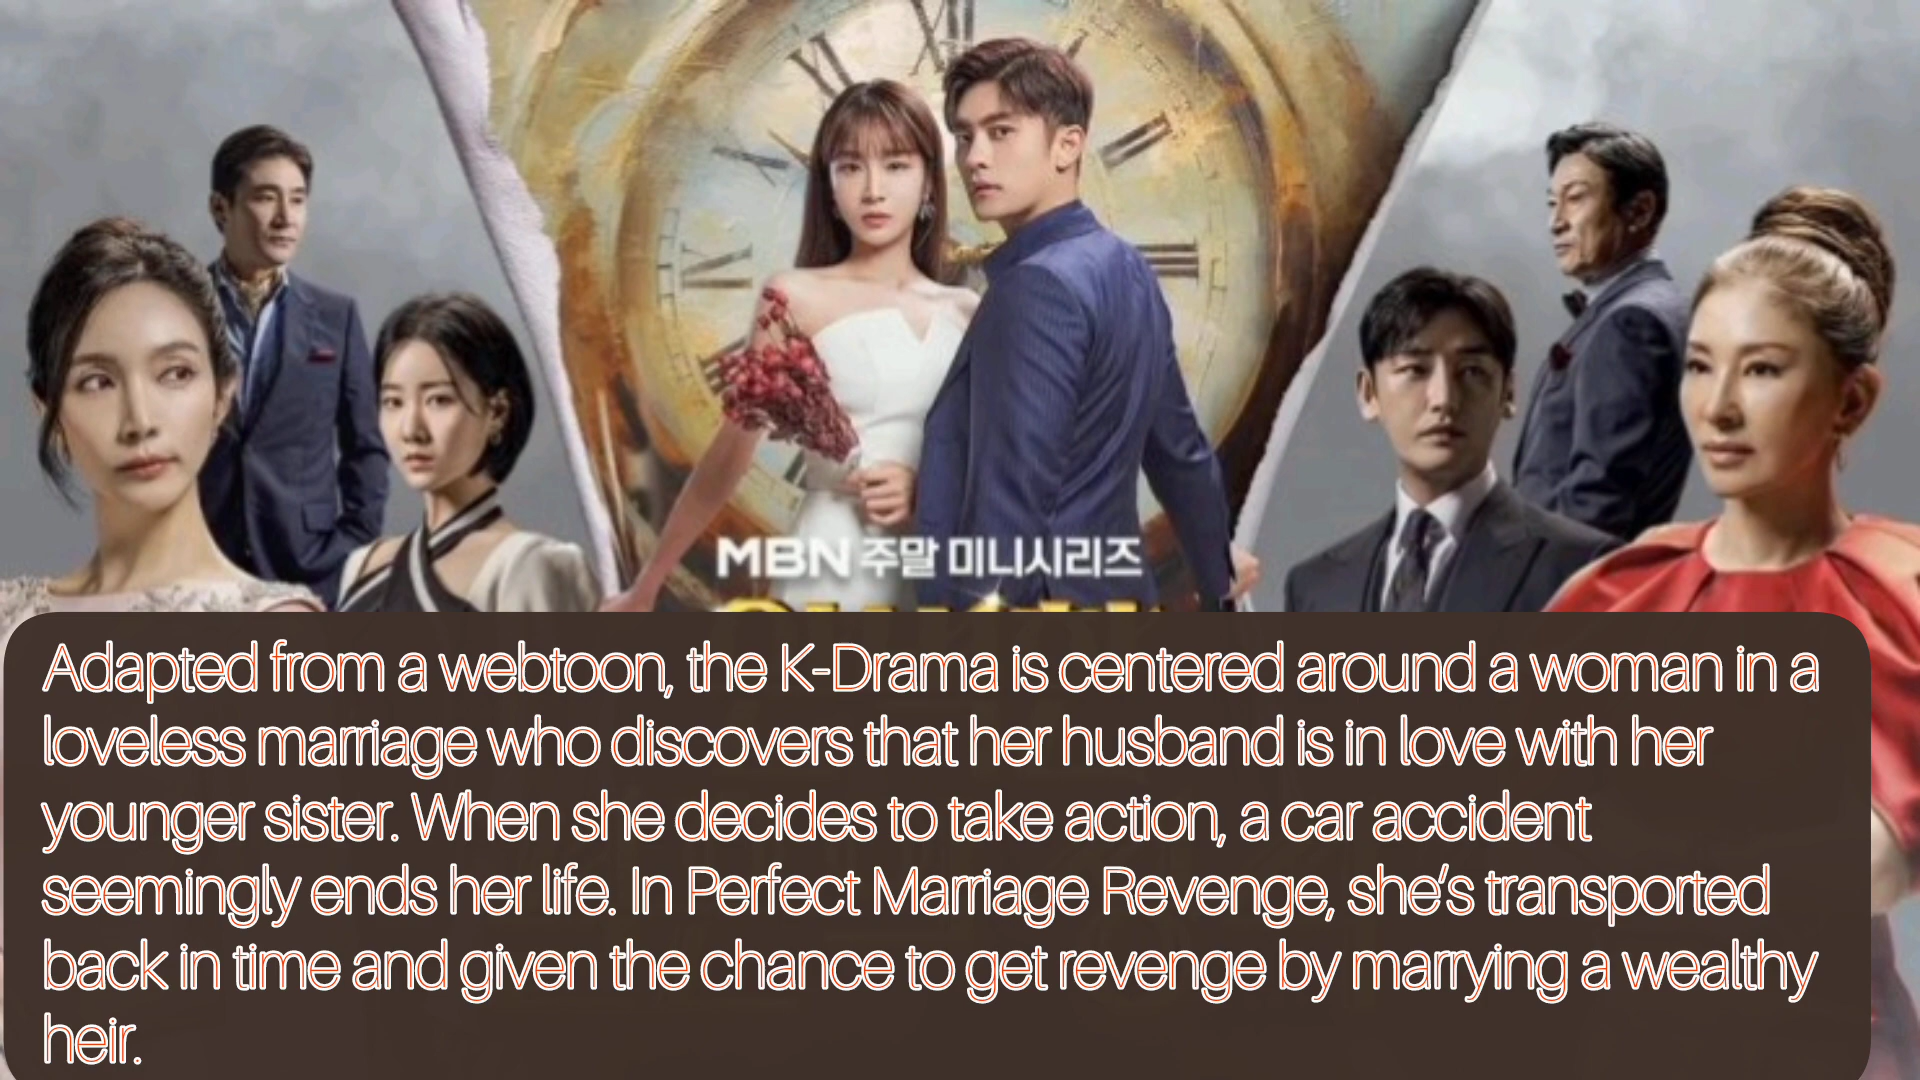 MBN 주말 미니시리즈
Adapted from a webtoon, the K-Drama is centered around a woman in a
loveless marriage who discovers that her husband is in love with her
younger sister. When she decides to take action, a car accident
seemingly ends her life. In Perfect Marriage Revenge, she’s transported
back in time and given the chance to get revenge by marrying a wealthy
heir.